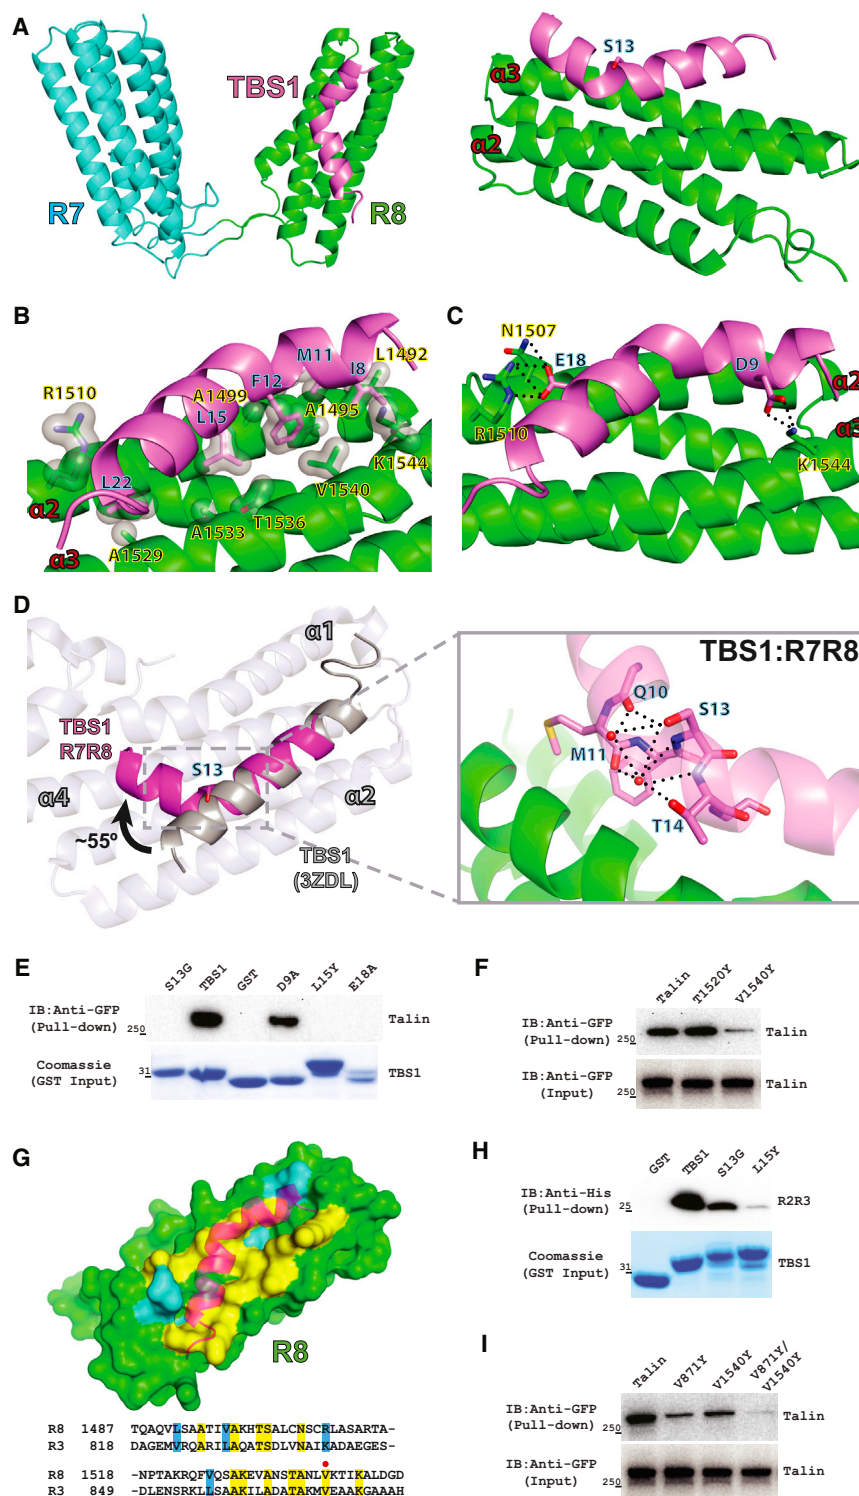 A
TBS1
R7
R8
S13
α3
α2
B
M11
L1492
I8
F12
R1510
A1499
L15
A1495
K1544
L22
V1540
α2
T1536
A1533
α3
A1529
C
N1507
E18
D9
α2
R1510
α3
K1544
D
α1
TBS1
R7R8
S13
α4
α2
~55º
TBS1
(3ZDL)
TBS1:R7R8
Q10
S13
M11
T14
E
S13G TBS1 GST D9A L15Y E18A
IB:Anti-GFP
(Pull-down)
250
Talin
Coomassie
(GST Input)
31
TBS1
F
Talin T1520Y V1540Y
IB:Anti-GFP
(Pull-down)
250
Talin
IB:Anti-GFP
(Input)
250
Talin
G
R8
R8 1487 TQAQVLSAATIVAKHTSALCNSCKLASARTA-
R3 818 DAGEMVRQARILAQATSDLVNAIKADAEGES-
R8 1518 -NPTAKRQFVQSAKEVANSTANLVKTIKALDGD
R3 849 -DLENSRKLLSAAKILADATAKMVEAAKGAAAH
H
GST TBS1 S13G L15Y
IB:Anti-His
(Pull-down)
25
R2R3
Coomassie
(GST Input)
31
TBS1
I
Talin V871Y V1540Y V871Y/
V1540Y
IB:Anti-GFP
(Pull-down)
250
Talin
IB:Anti-GFP
(Input)
250
Talin